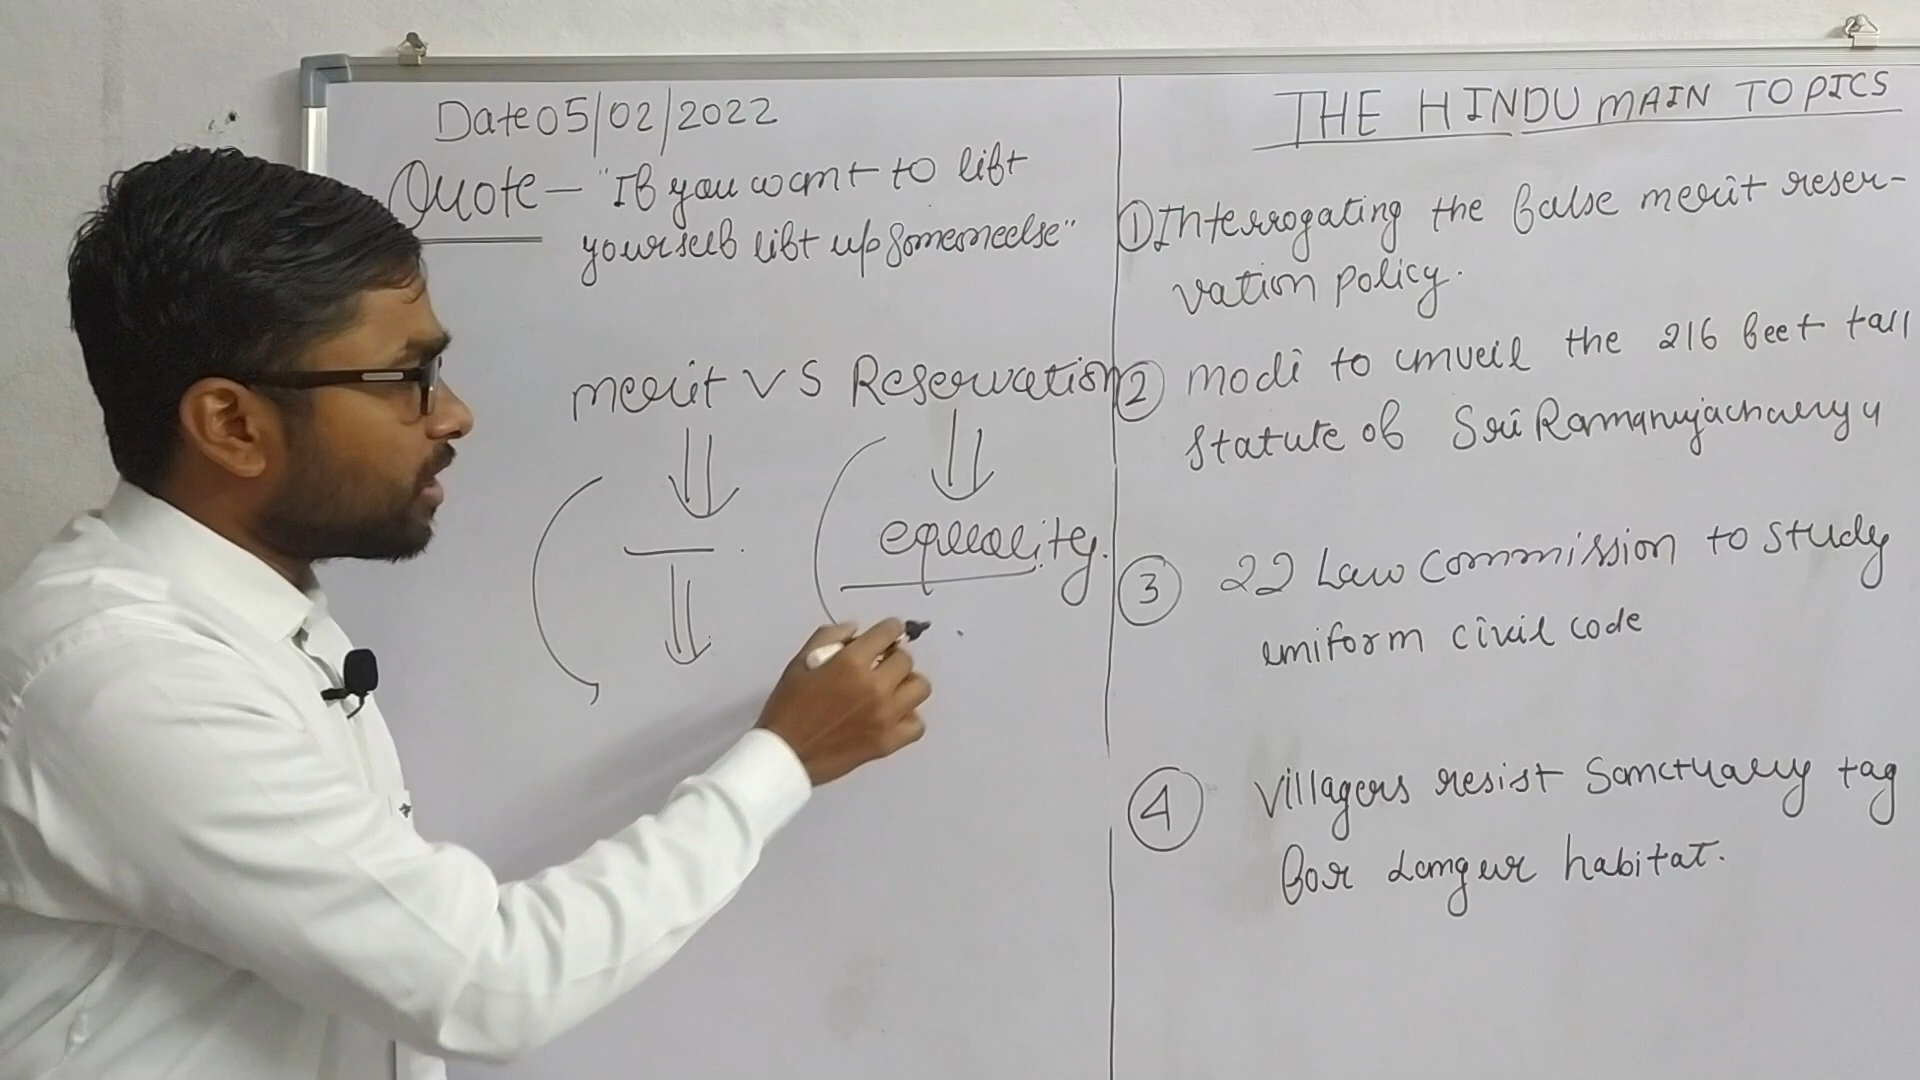 Date 05/02/2022
Quote - "If you want to lift
yourself lift up someoneelse"
merit VS Reservation
equality.
THE HINDU MAIN TOPICS
① Interrogating the false merit reser-
vation policy.
② modi to unveil the 216 feet tall
statute of Sri Ramanujacharya
③ 22 Law Commission to study
uniform civil code
④ Villagers resist Sanctuary tag
for Langur habitat.